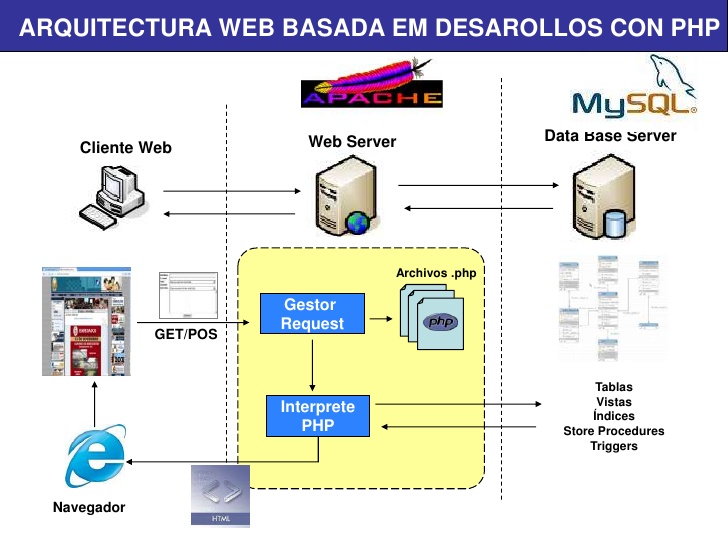 ARQUITECTURA WEB BASADA EM DESAROLLOS CON PHP
APACHE
MySQL
Cliente Web
Web Server
Data Base Server
Archivos .php
php
Gestor
Request
GET/POS
Interprete
PHP
Tablas
Vistas
Índices
Store Procedures
Triggers
HTML
Navegador